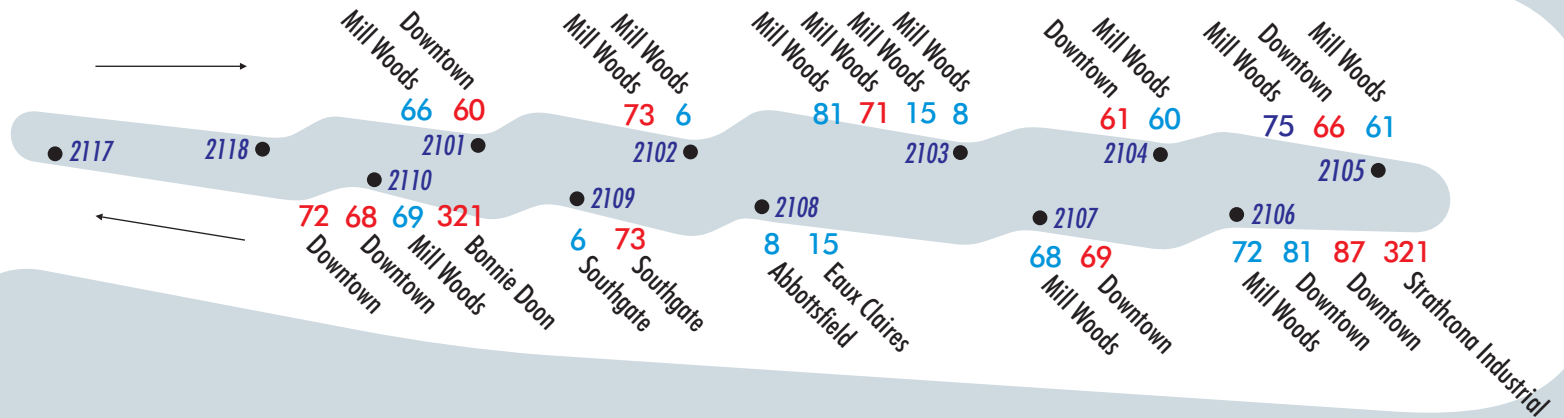 Mill Woods
Downtown
66 60
2101
Mill Woods
Mill Woods
73 6
2102
Mill Woods
Mill Woods
Mill Woods
Mill Woods
81 71 15 8
2103
Downtown
Mill Woods
61 60
2104
Mill Woods
Downtown
Mill Woods
75 66 61
2105
2117
2118
2110
72 68 69 321
Downtown
Downtown
Mill Woods
Bonnie Doon
2109
6 73
Southgate
Southgate
2108
8 15
Abbottsfield
Eaux Claires
2107
68 69
Mill Woods
Downtown
2106
72 81 87 321
Mill Woods
Downtown
Downtown
Strathcona Industrial